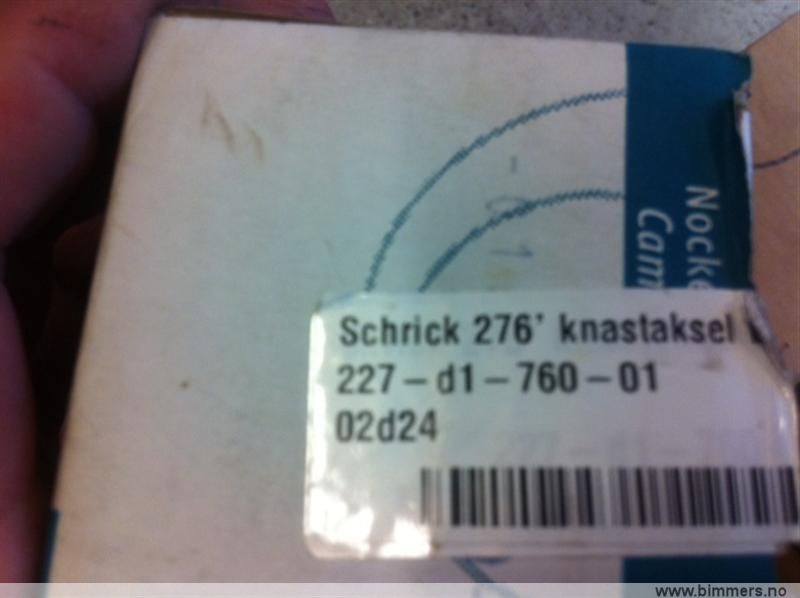 Schrick 276' knastaksel
227-d1-760-01
02d24
www.bimmers.no